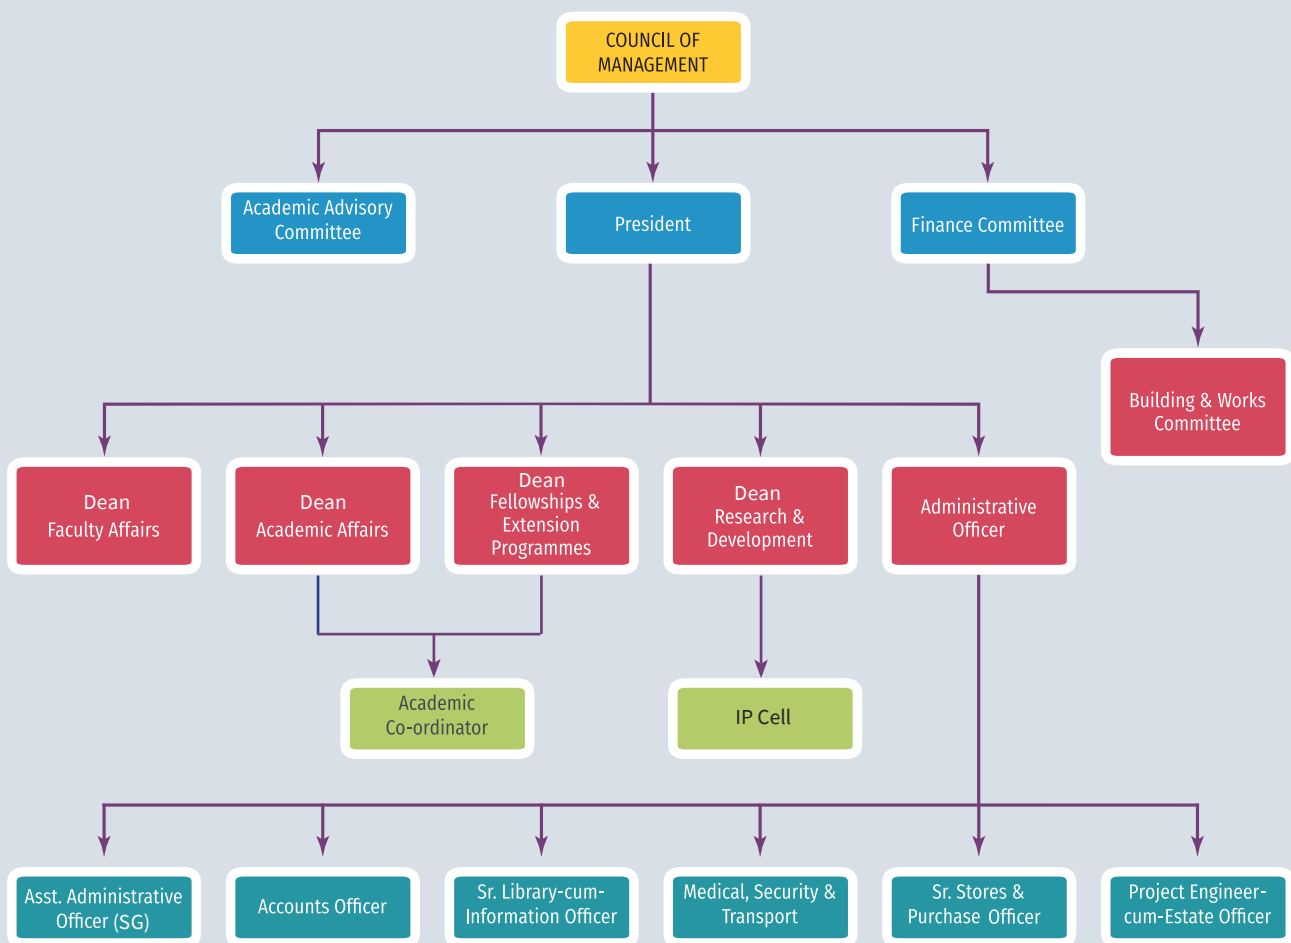 COUNCIL OF
MANAGEMENT
Academic Advisory
Committee
President
Finance Committee
Building & Works
Committee
Dean
Faculty Affairs
Dean
Academic Affairs
Dean
Fellowships &
Extension
Programmes
Dean
Research &
Development
Administrative
Officer
Academic
Co-ordinator
IP Cell
Asst. Administrative
Officer (SG)
Accounts Officer
Sr. Library-cum-
Information Officer
Medical, Security &
Transport
Sr. Stores &
Purchase Officer
Project Engineer-
cum-Estate Officer